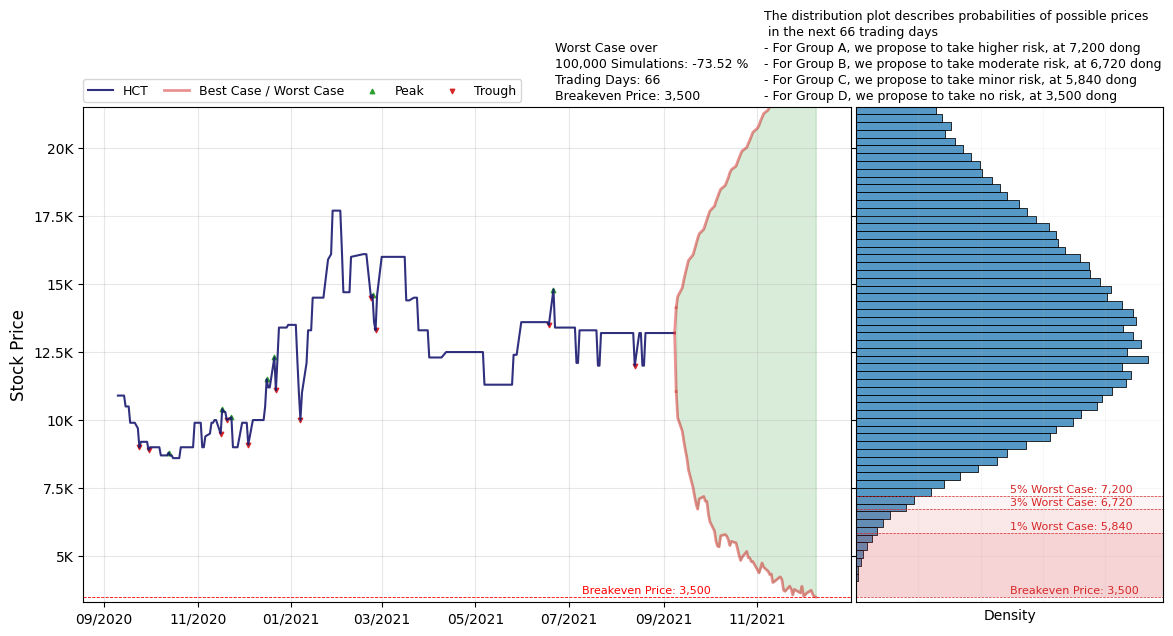 The distribution plot describes probabilities of possible prices
in the next 66 trading days
- For Group A, we propose to take higher risk, at 7,200 dong
- For Group B, we propose to take moderate risk, at 6,720 dong
- For Group C, we propose to take minor risk, at 5,840 dong
- For Group D, we propose to take no risk, at 3,500 dong
Worst Case over
100,000 Simulations: -73.52 %
Trading Days: 66
Breakeven Price: 3,500
HCT
Best Case / Worst Case
Peak
Trough
Stock Price
20K
17.5K
15K
12.5K
10K
7.5K
5K
Breakeven Price: 3,500
09/2020
11/2020
01/2021
03/2021
05/2021
07/2021
09/2021
11/2021
5% Worst Case: 7,200
3% Worst Case: 6,720
1% Worst Case: 5,840
Breakeven Price: 3,500
Density